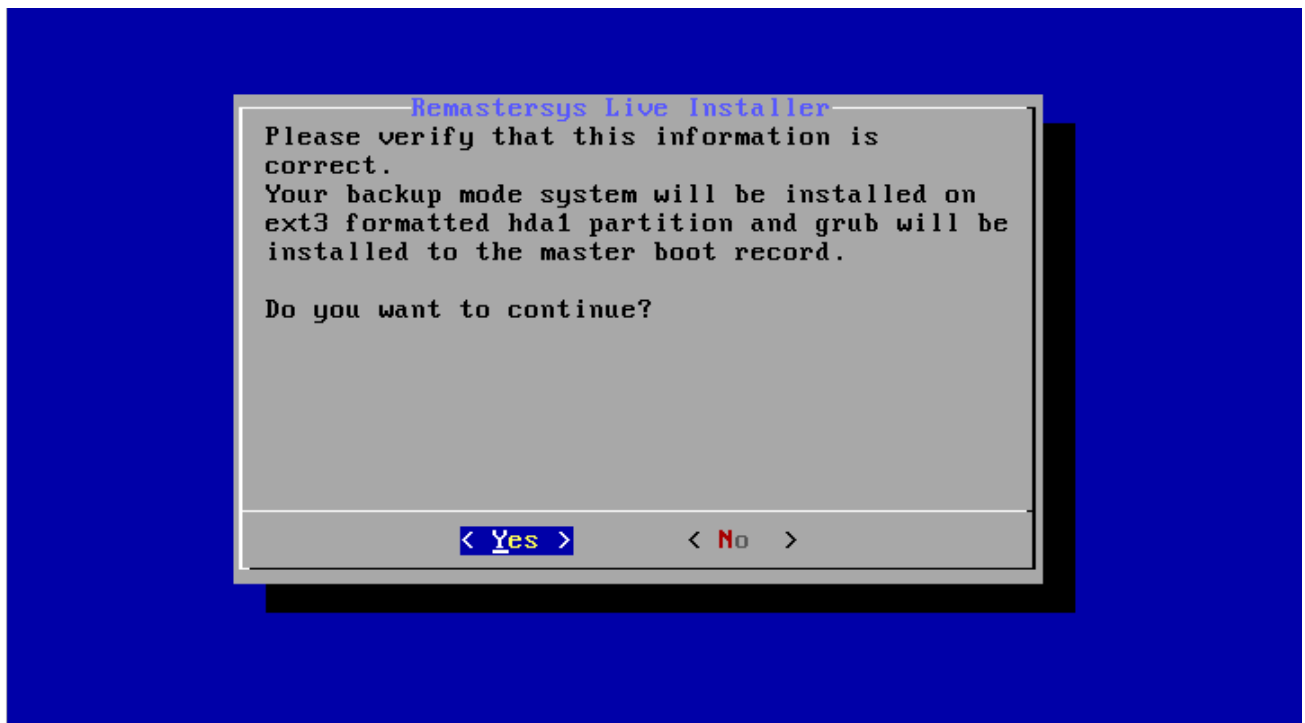 Remastersys Live Installer
Please verify that this information is
correct.
Your backup mode system will be installed on
ext3 formatted hda1 partition and grub will be
installed to the master boot record.
Do you want to continue?
< Yes > < No >